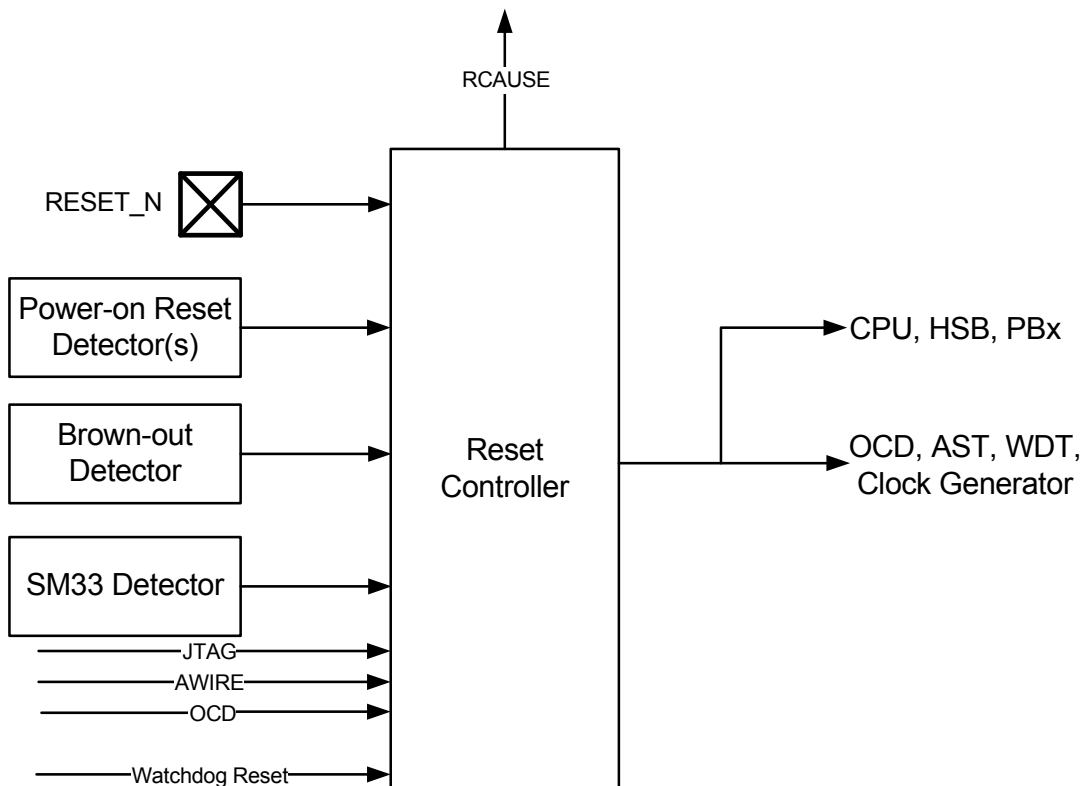 RCAUSE
RESET_N
Power-on Reset
Detector(s)
Brown-out
Detector
SM33 Detector
JTAG
AWIRE
OCD
Watchdog Reset
Reset
Controller
CPU, HSB, PBx
OCD, AST, WDT,
Clock Generator